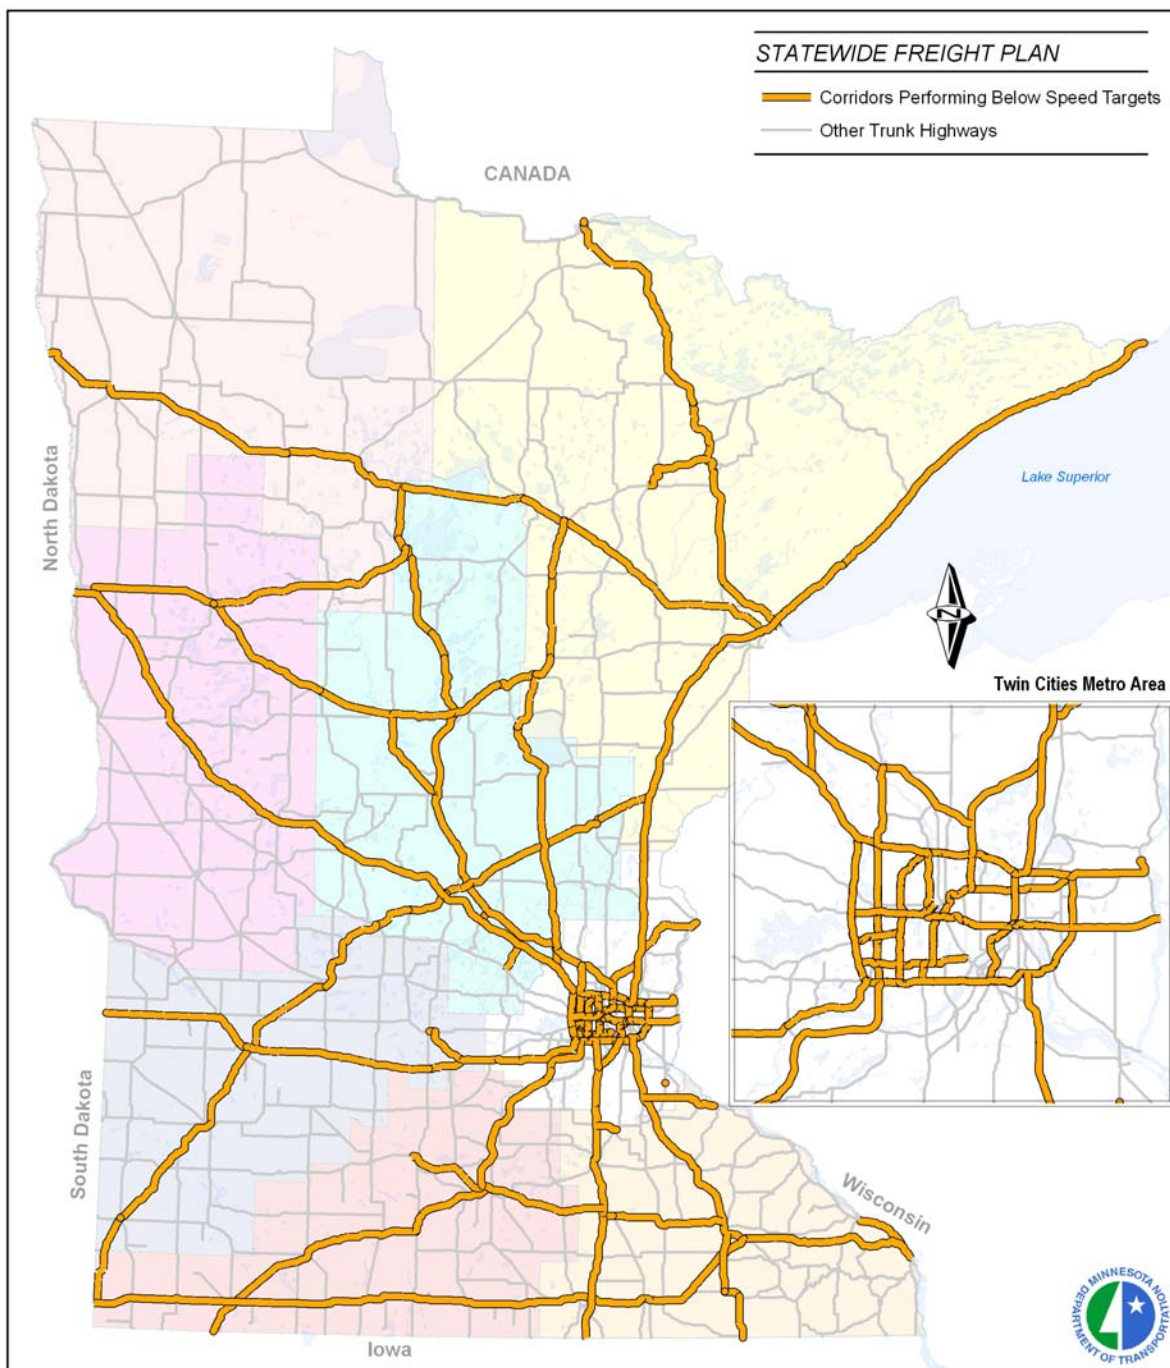 STATEWIDE FREIGHT PLAN
Corridors Performing Below Speed Targets
Other Trunk Highways
CANADA
North Dakota
Lake Superior
N
Twin Cities Metro Area
South Dakota
Wisconsin
Iowa
MINNESOTA
DEPARTMENT OF TRANSPORTATION